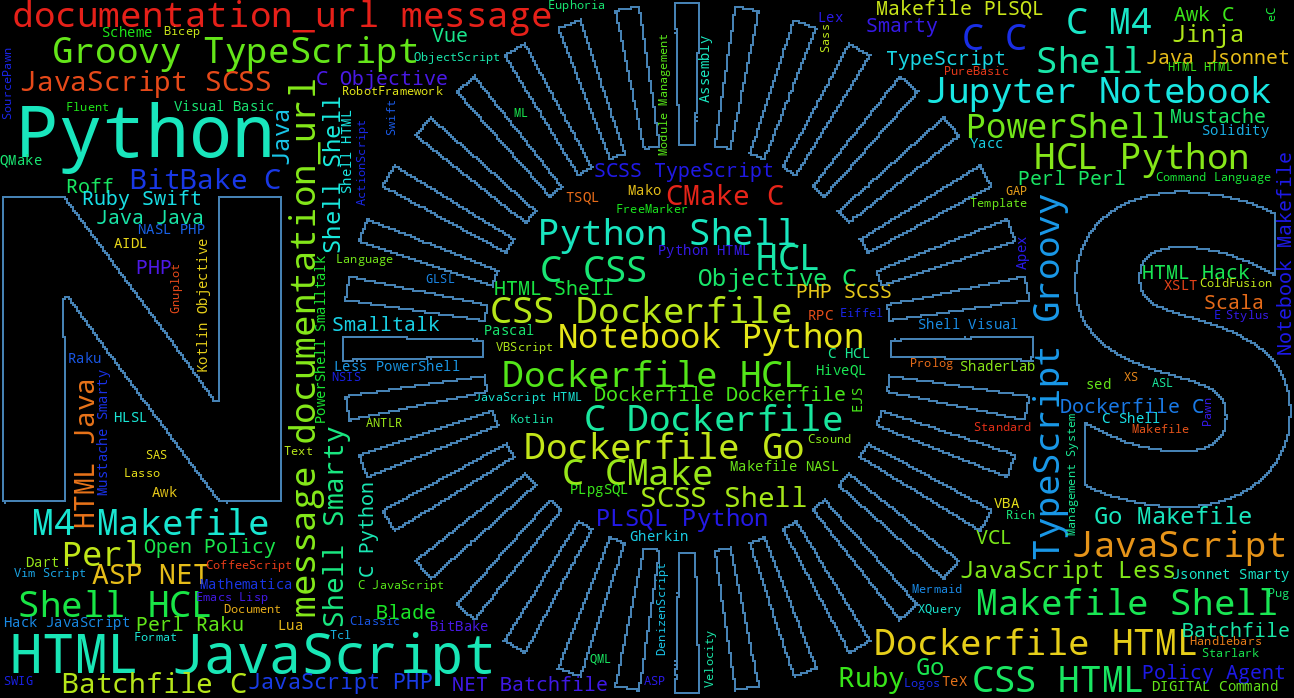 documentation_url message
Euphoria
Scheme
Bicep
Groovy TypeScript
Vue
ObjectScript
SourcePawn
JavaScript SCSS
C Objective
RobotFramework
Fluent
Visual Basic
Python
Java
Swift
ML
QMake
Roff
BitBake C
Ruby Swift
Java Java
NASL PHP
AIDL
PHP
Gnuplot
Kotlin Objective
Shell Shell
Shell HTML
ActionScript
message documentation_url
PowerShell Smalltalk
Language
GLSL
Smalltalk
Less PowerShell
NSIS
ANTLR
Text
Raku
HTML Java
Mustache Smarty
HLSL
SAS
Lasso
Awk
N
Module Management
Assembly
Lex
Sass
Smarty
Makefile PLSQL
C C
C M4
Awk C
eC
Jinja
TypeScript
PureBasic
Shell
Java Jsonnet
HTML HTML
Jupyter Notebook
PowerShell
Mustache
Solidity
Yacc
HCL Python
Perl Perl
Command Language
GAP
Template
Apex
TypeScript Groovy
Notebook Makefile
SCSS TypeScript
TSQL
Mako
CMake C
FreeMarker
Python Shell
Python HTML
HCL
C CSS
Objective C
HTML Shell
PHP SCSS
CSS Dockerfile
RPC
Eiffel
Pascal
Notebook Python
VBScript
C HCL
HiveQL
Dockerfile HCL
JavaScript HTML
Dockerfile Dockerfile
EJS
Kotlin
C Dockerfile
Dockerfile Go
Csound
C CMake
Makefile NASL
PLpgSQL
SCSS Shell
PLSQL Python
Gherkin
Shell Visual
Prolog
ShaderLab
Standard
S
HTML Hack
XSLT
ColdFusion
Scala
E Stylus
sed
XS
ASL
Dockerfile C
Pawn
C Shell
Makefile
Management System
M4 Makefile
Perl
Open Policy
Dart
Vim Script
ASP NET
CoffeeScript
Mathematica
Emacs Lisp
Shell HCL
Document
Hack JavaScript
Perl Raku
Format
Lua
HTML JavaScript
SWIG
Batchfile C
JavaScript PHP
Shell Smarty
C Python
C JavaScript
Blade
Classic
Tcl
BitBake
NET Batchfile
QML
DenizenScript
ASP
Velocity
VBA
Rich
VCL
Go Makefile
JavaScript
JavaScript Less
Jsonnet Smarty
Mermaid
XQuery
Makefile Shell
Pug
Dockerfile HTML
Batchfile
Handlebars
Starlark
Ruby
Go
Logos
TeX
CSS HTML
Policy Agent
DIGITAL Command